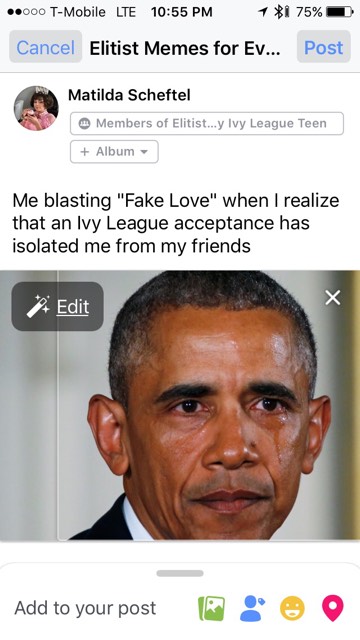 T-Mobile LTE 10:55 PM 75%
Cancel Elitist Memes for Ev... Post
Matilda Scheftel
Members of Elitist...y Ivy League Teen
+ Album
Me blasting "Fake Love" when I realize
that an Ivy League acceptance has
isolated me from my friends
Edit
Add to your post